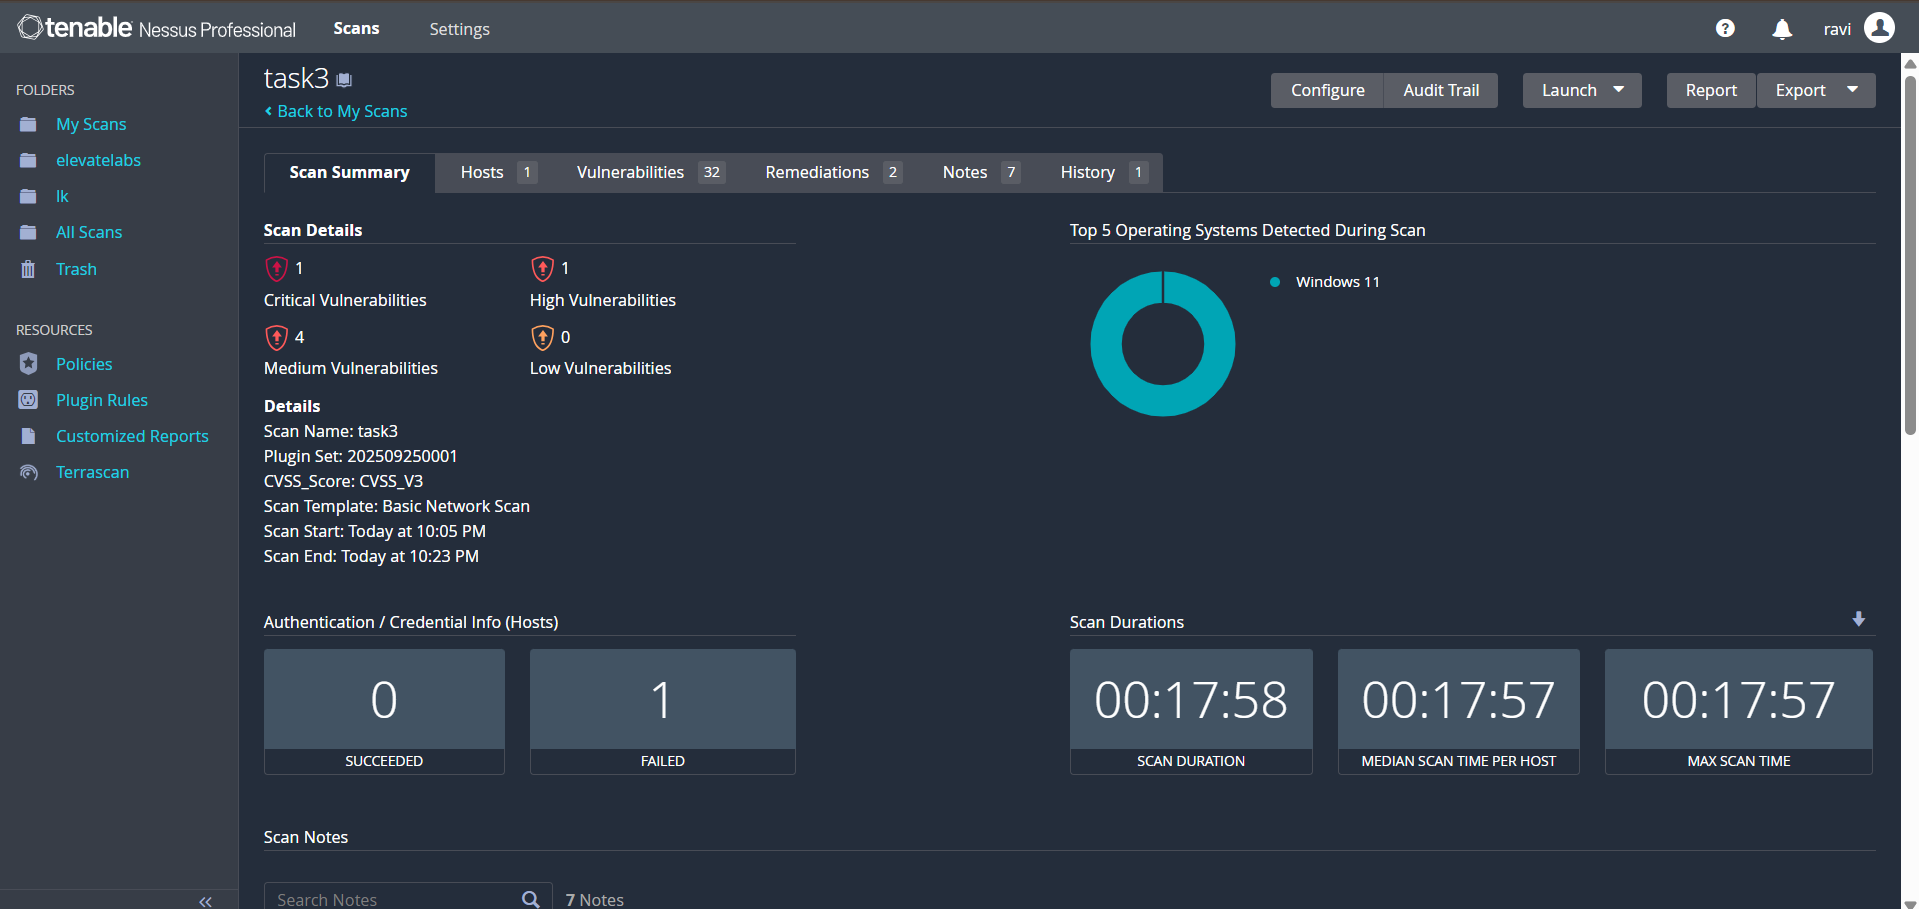 tenable Nessus Professional
Scans
Settings
ravi
FOLDERS
My Scans
elevatelabs
lk
All Scans
Trash
RESOURCES
Policies
Plugin Rules
Customized Reports
Terrascan
task3
Back to My Scans
Configure
Audit Trail
Launch
Report
Export
Scan Summary
Hosts 1
Vulnerabilities 32
Remediations 2
Notes 7
History 1
Scan Details
1
Critical Vulnerabilities
1
High Vulnerabilities
4
Medium Vulnerabilities
0
Low Vulnerabilities
Details
Scan Name: task3
Plugin Set: 202509250001
CVSS_Score: CVSS_V3
Scan Template: Basic Network Scan
Scan Start: Today at 10:05 PM
Scan End: Today at 10:23 PM
Top 5 Operating Systems Detected During Scan
Windows 11
Authentication / Credential Info (Hosts)
0
SUCCEEDED
1
FAILED
Scan Durations
00:17:58
SCAN DURATION
00:17:57
MEDIAN SCAN TIME PER HOST
00:17:57
MAX SCAN TIME
Scan Notes
Search Notes
7 Notes